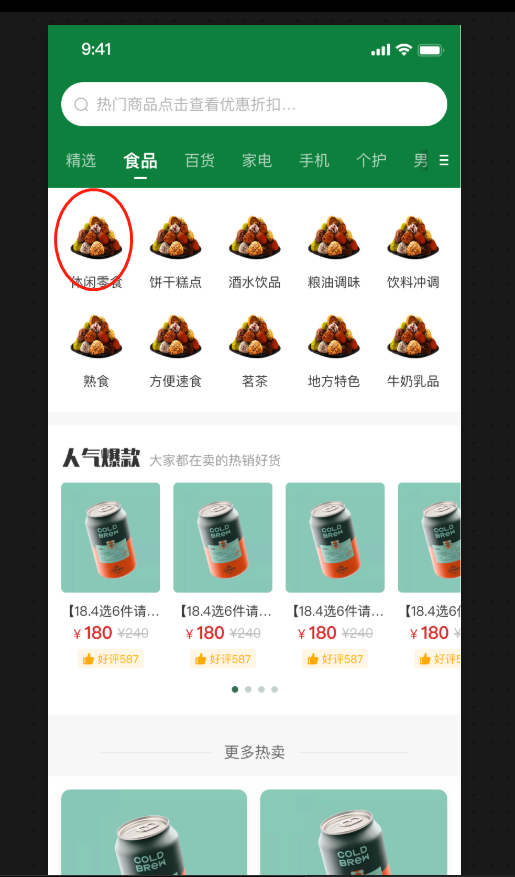 9:41
热门商品点击查看优惠折扣...
精选 食品 百货 家电 手机 个护 男
休闲零食 饼干糕点 酒水饮品 粮油调味 饮料冲调
熟食 方便速食 茗茶 地方特色 牛奶乳品
人气爆款 大家都在卖的热销好货
COLD BREW COLD BREW COLD BREW COLD
【18.4选6件请... 【18.4选6件请... 【18.4选6件请... 【18.4选6
¥180 ¥240 ¥180 ¥240 ¥180 ¥240 ¥180 ¥
好评587 好评587 好评587 好评5
更多热卖
COLD BREW COLD BREW